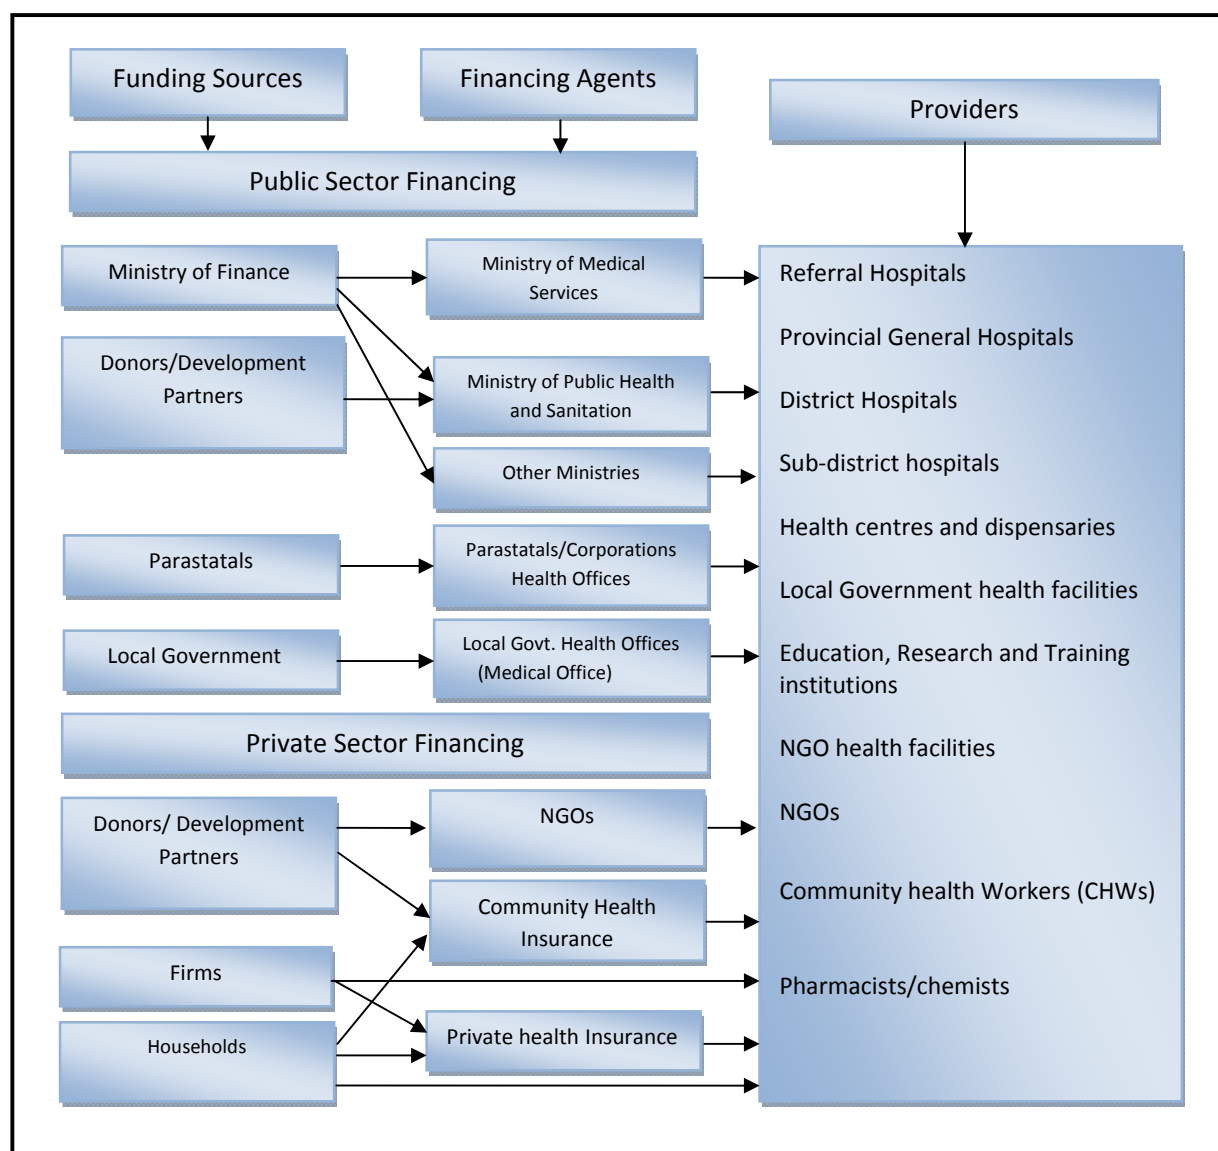 Funding Sources
Financing Agents
Providers
Public Sector Financing
Ministry of Finance
Ministry of Medical
Services
Donors/Development
Partners
Ministry of Public Health
and Sanitation
Other Ministries
Parastatals
Parastatals/Corporations
Health Offices
Local Government
Local Govt. Health Offices
(Medical Office)
Private Sector Financing
Donors/ Development
Partners
NGOs
Community Health
Insurance
Firms
Private health Insurance
Households
Referral Hospitals
Provincial General Hospitals
District Hospitals
Sub-district hospitals
Health centres and dispensaries
Local Government health facilities
Education, Research and Training
institutions
NGO health facilities
NGOs
Community health Workers (CHWs)
Pharmacists/chemists